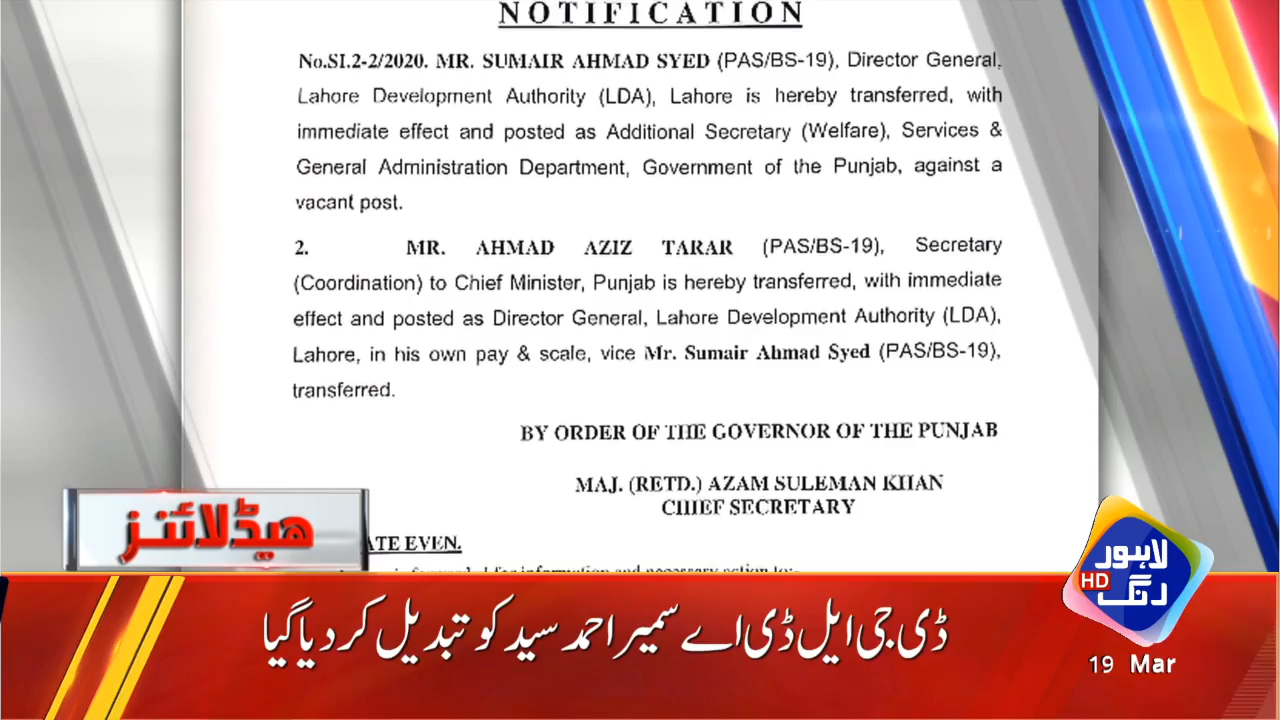 NOTIFICATION
No.SI.2-2/2020. MR. SUMAIR AHMAD SYED (PAS/BS-19), Director General,
Lahore Development Authority (LDA), Lahore is hereby transferred, with
immediate effect and posted as Additional Secretary (Welfare), Services &
General Administration Department, Government of the Punjab, against a
vacant post.
2. MR. AHMAD AZIZ TARAR (PAS/BS-19), Secretary
(Coordination) to Chief Minister, Punjab is hereby transferred, with immediate
effect and posted as Director General, Lahore Development Authority (LDA),
Lahore, in his own pay & scale, vice Mr. Sumair Ahmad Syed (PAS/BS-19),
transferred.
BY ORDER OF THE GOVERNOR OF THE PUNJAB
MAJ. (RETD.) AZAM SULEMAN KHAN
CHIEF SECRETARY
ATE EVEN.
for information and necessary action to:-
ہیڈلائنز
لاہور
HD رنگ
ڈی جی ایل ڈی اے سمیر احمد سید کو تبدیل کر دیا گیا
19 Mar